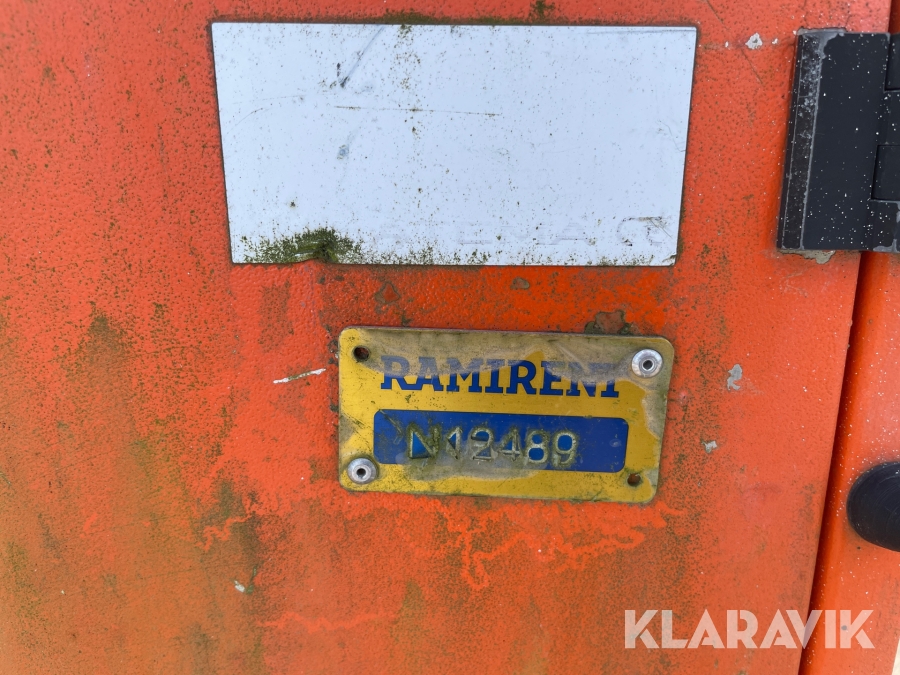 RAMIRENT
N12489
KLARAVIK